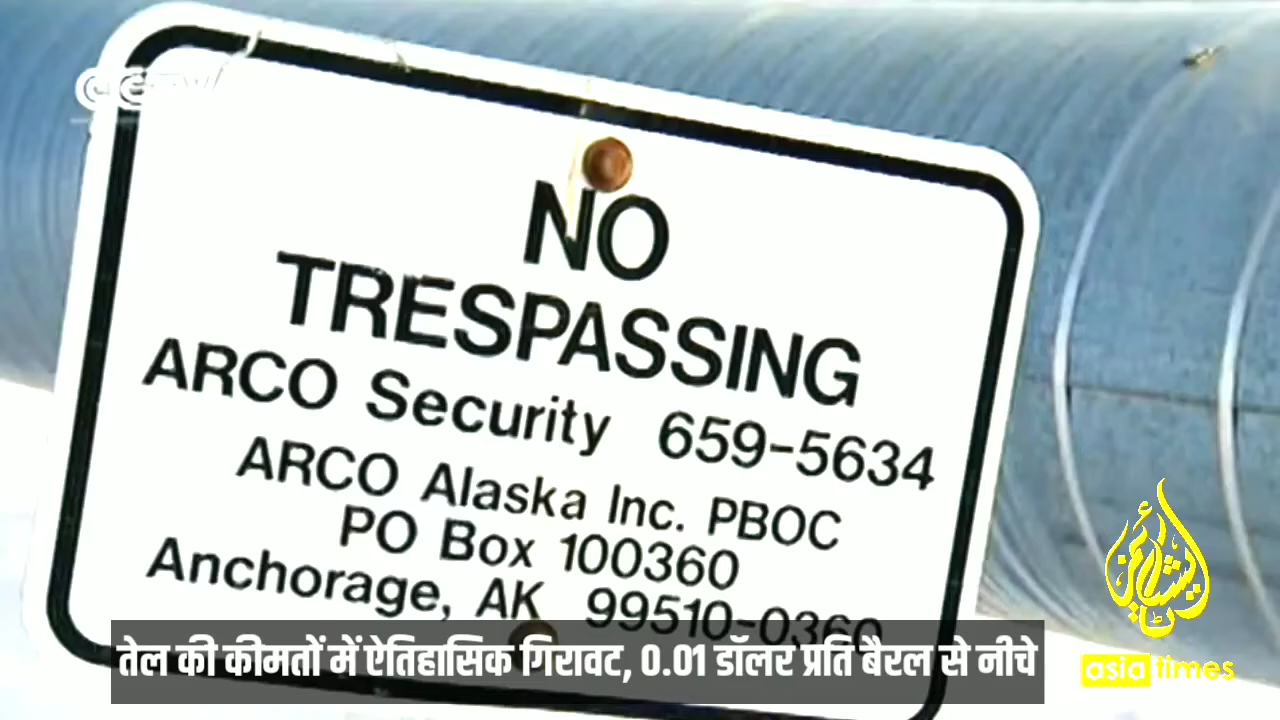 CCTV
NO
TRESPASSING
ARCO Security 659-5634
ARCO Alaska Inc. PBOC
PO Box 100360
Anchorage, AK 99510-0360
तेल की कीमतों में ऐतिहासिक गिरावट, 0.01 डॉलर प्रति बैरल से नीचे
asia times